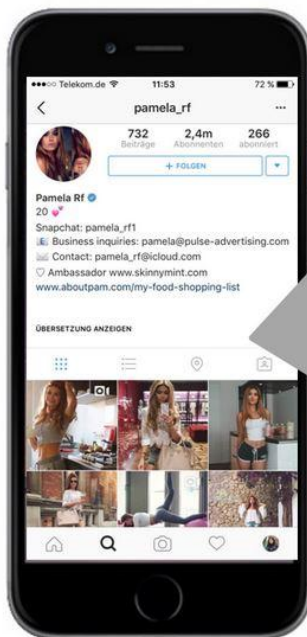 Telekom.de 11:53 72 %
pamela_rf
732 2,4m 266
Beiträge Abonnenten abonniert
+ FOLGEN
Pamela Rf
20 💕
Snapchat: pamela_rf1
📧 Business inquiries: pamela@pulse-advertising.com
✉️ Contact: pamela_rf@icloud.com
♡ Ambassador www.skinnymint.com
www.aboutpam.com/my-food-shopping-list
ÜBERSETZUNG ANZEIGEN